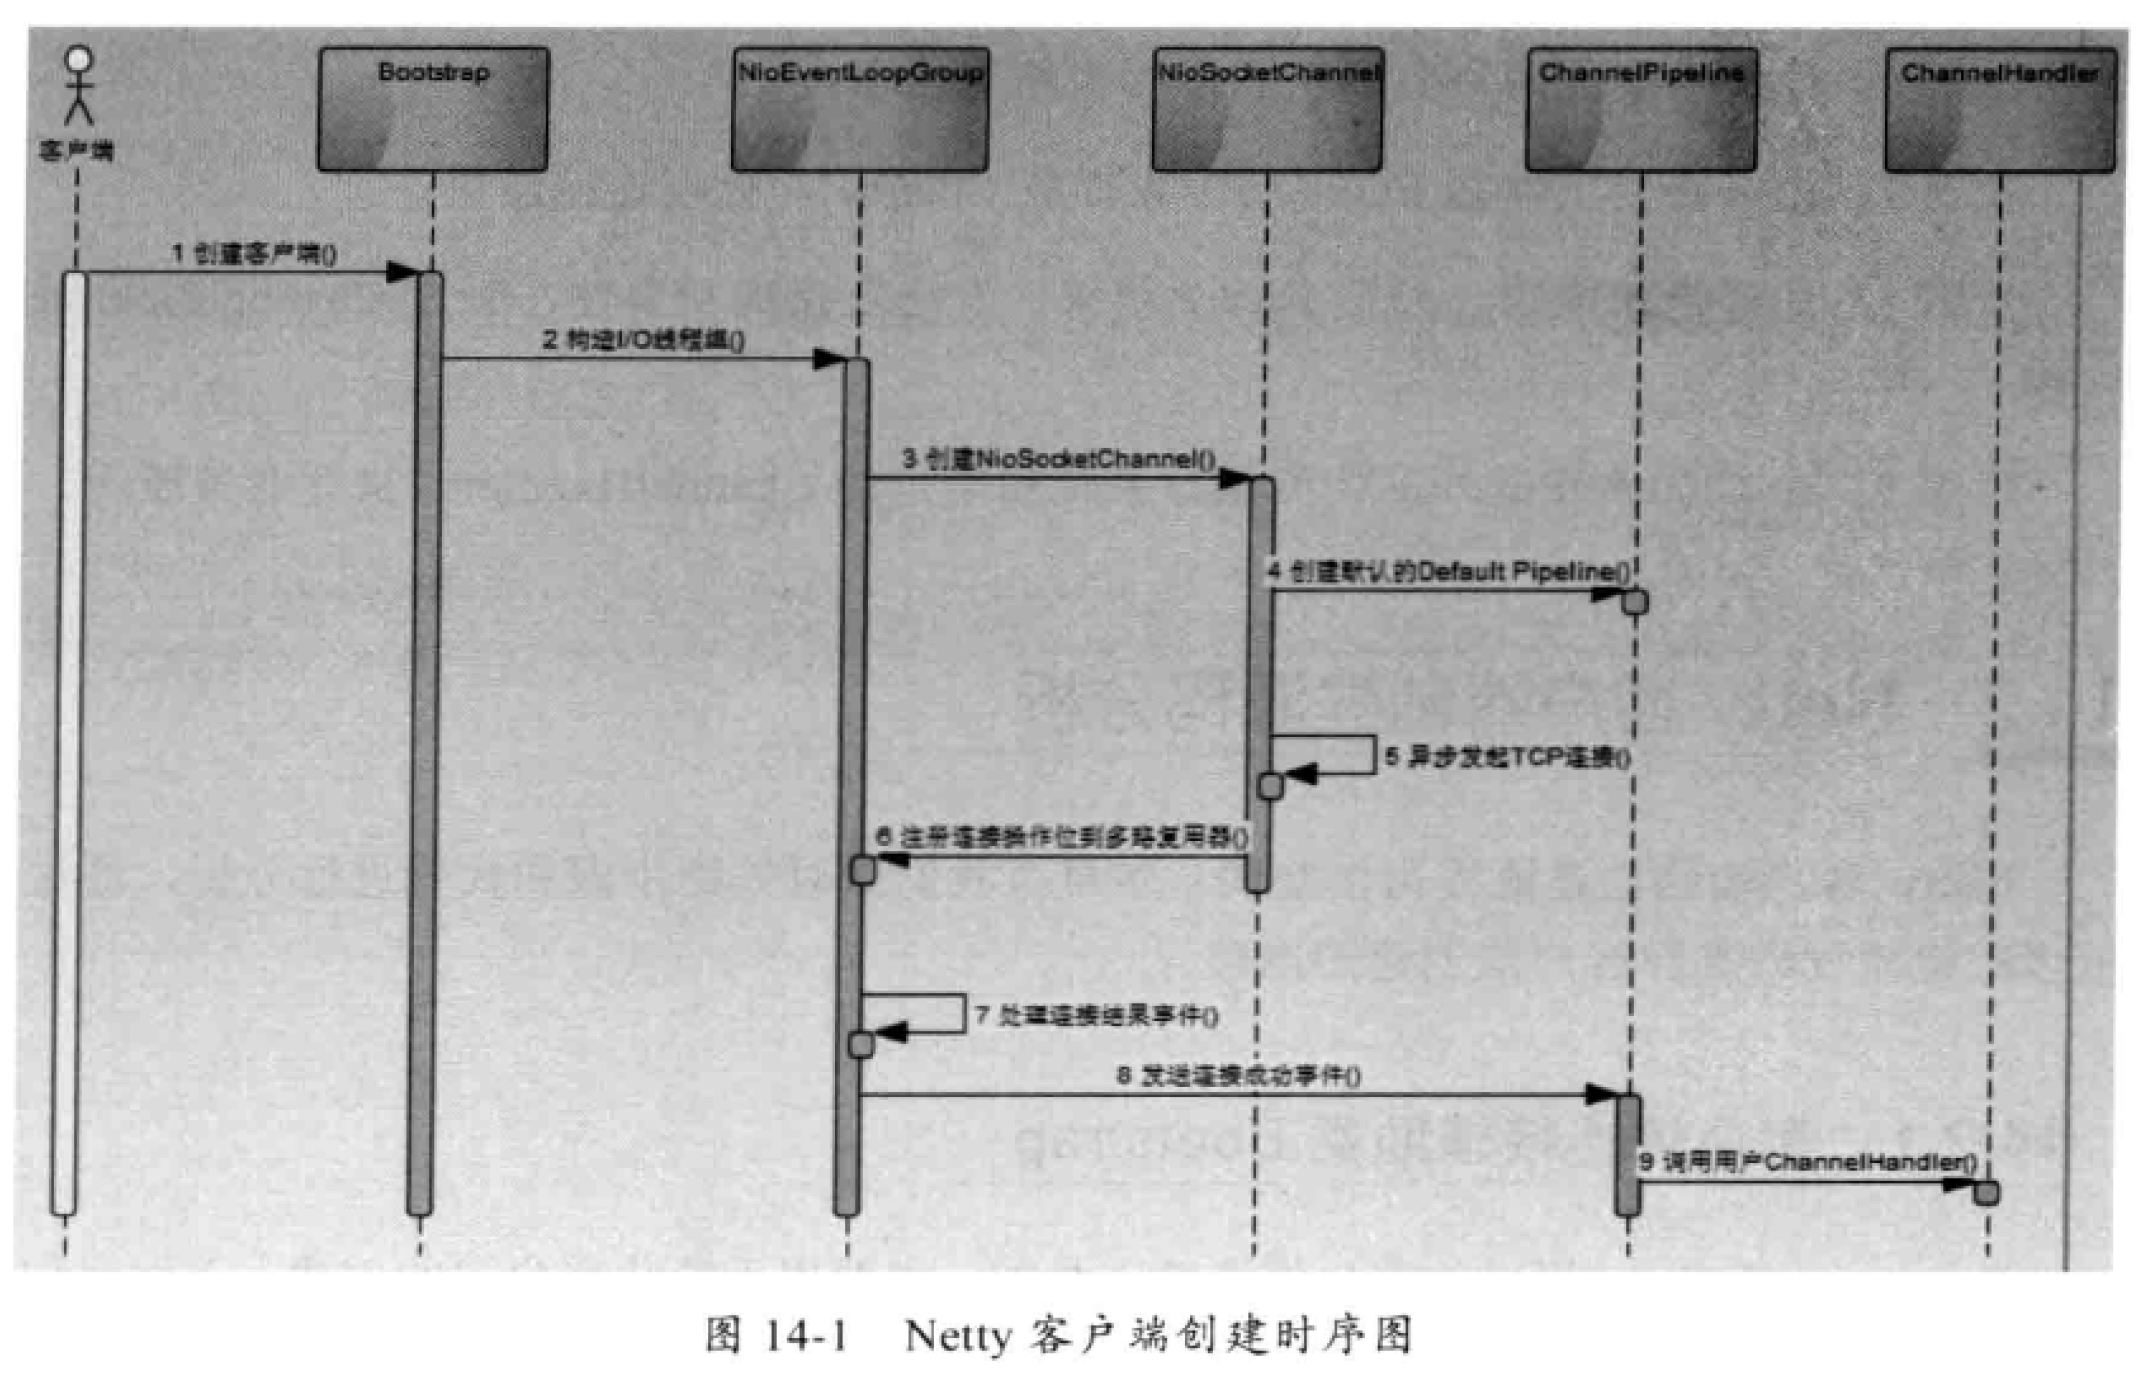 Bootstrap
NioEventLoopGroup
NioSocketChannel
ChannelPipeline
ChannelHandler
客户端
1 创建客户端()
2 构造I/O线程组()
3 创建NioSocketChannel()
4 创建默认的Default Pipeline()
5 异步发起TCP连接()
6 注册连接操作位到多路复用器()
7 处理连接结果事件()
8 发送连接成功事件()
9 调用用户ChannelHandler()
图 14-1 Netty 客户端创建时序图